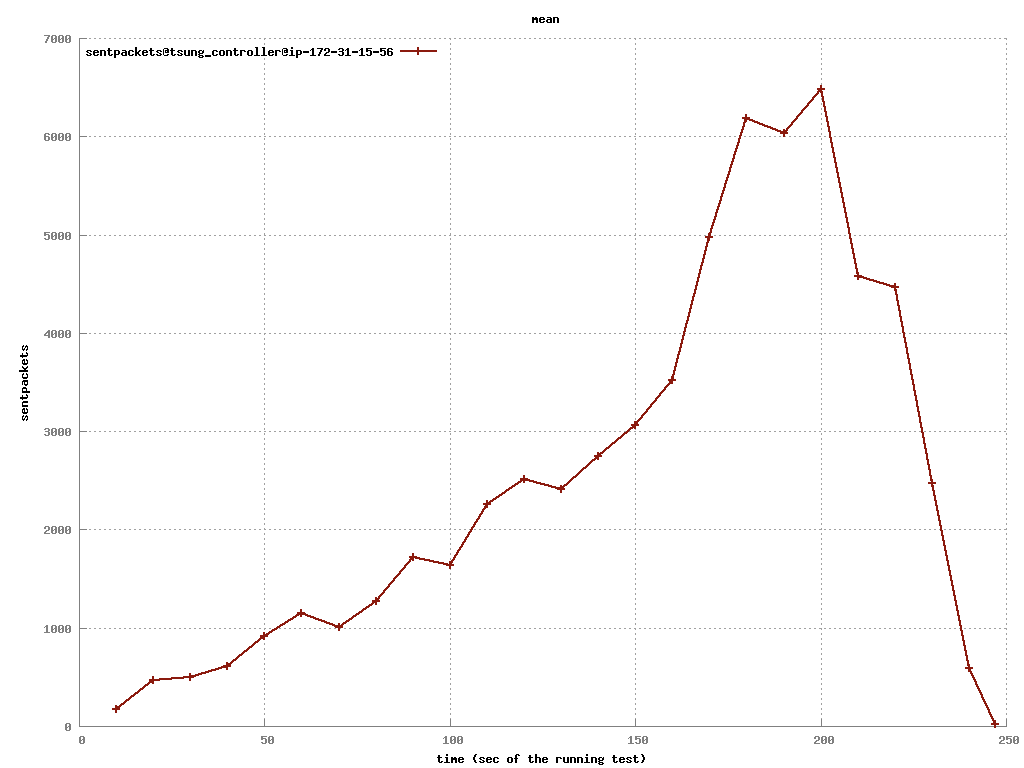 mean
7000
sentpackets@tsung_controller@ip-172-31-15-56
6000
5000
4000
sentpackets
3000
2000
1000
0
0 50 100 150 200 250
time (sec of the running test)